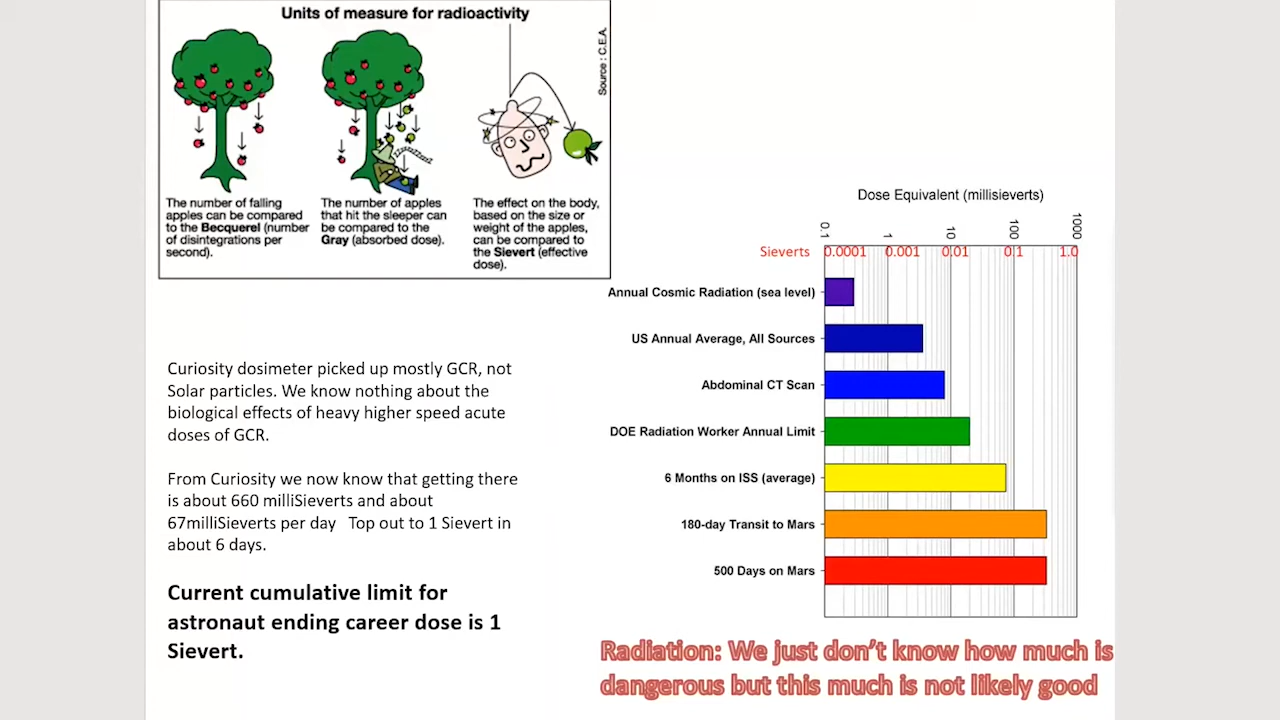 Units of measure for radioactivity
Source : C.E.A.
The number of falling
apples can be compared
to the Becquerel (number
of disintegrations per
second).
The number of apples
that hit the sleeper can
be compared to the
Gray (absorbed dose).
The effect on the body,
based on the size or
weight of the apples,
can be compared to
the Sievert (effective
dose).
Dose Equivalent (millisieverts)
0.1 1 10 100 1000
Sieverts 0.0001 0.001 0.01 0.1 1.0
Annual Cosmic Radiation (sea level)
US Annual Average, All Sources
Abdominal CT Scan
DOE Radiation Worker Annual Limit
6 Months on ISS (average)
180-day Transit to Mars
500 Days on Mars
Curiosity dosimeter picked up mostly GCR, not
Solar particles. We know nothing about the
biological effects of heavy higher speed acute
doses of GCR.
From Curiosity we now know that getting there
is about 660 milliSieverts and about
67milliSieverts per day Top out to 1 Sievert in
about 6 days.
Current cumulative limit for
astronaut ending career dose is 1
Sievert.
Radiation: We just don't know how much is
dangerous but this much is not likely good